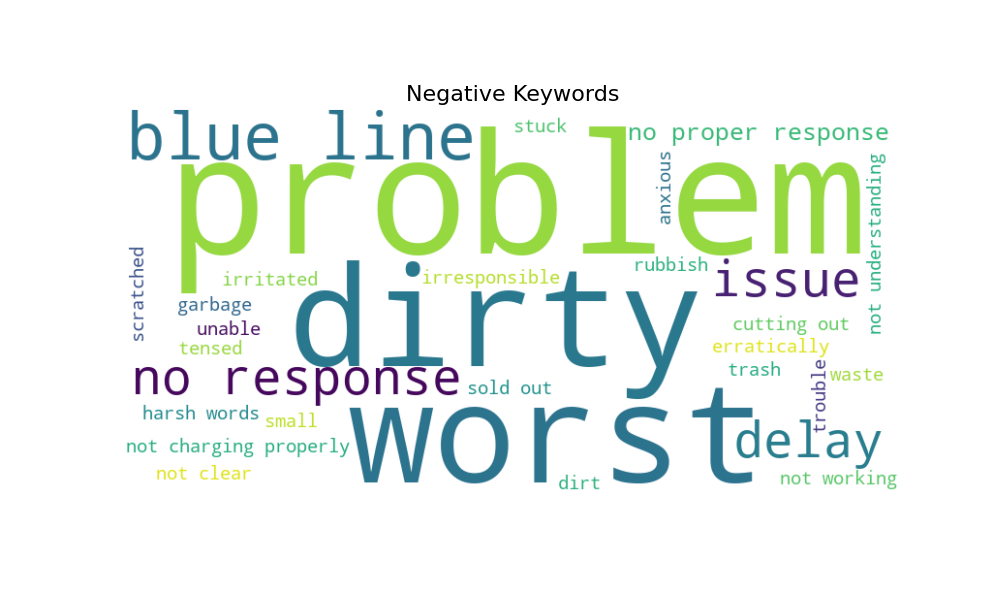 Negative Keywords
blue line
stuck
no proper response
problem
anxious
not understanding
scratched
irritated
irresponsible
rubbish
issue
dirty
garbage
unable
tensed
cutting out
erratically
no response
sold out
trash
trouble
waste
harsh words
small
worst
delay
not charging properly
not clear
dirt
not working